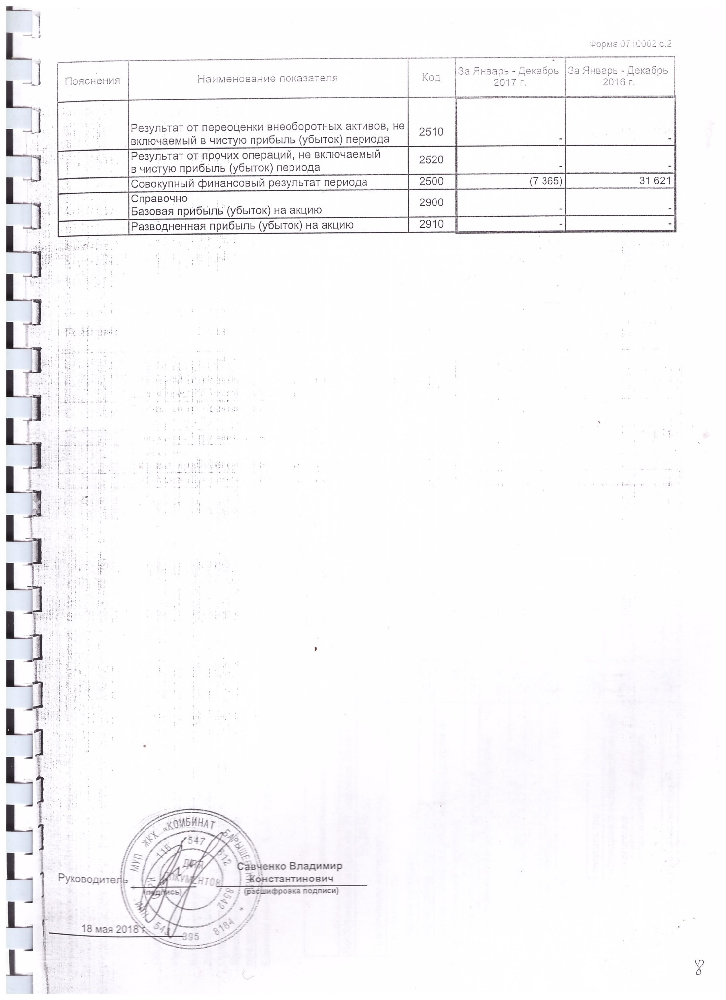 Форма 0710002 с.2
Пояснения Наименование показателя Код За Январь - Декабрь 2017 г. За Январь - Декабрь 2016 г.
Результат от переоценки внеоборотных активов, не
включаемый в чистую прибыль (убыток) периода 2510 - -
Результат от прочих операций, не включаемый
в чистую прибыль (убыток) периода 2520 - -
Совокупный финансовый результат периода 2500 (7 365) 31 621
Справочно
Базовая прибыль (убыток) на акцию 2900 - -
Разводненная прибыль (убыток) на акцию 2910 - -
МУП ЖКХ «КОМБИНАТ
116 547 812 8542
ДЛЯ
ДОКУМЕНТОВ
ИНН 543 395 8184 *
Руководитель
(подпись)
Савченко Владимир
Константинович
(расшифровка подписи)
18 мая 2018 г.
8